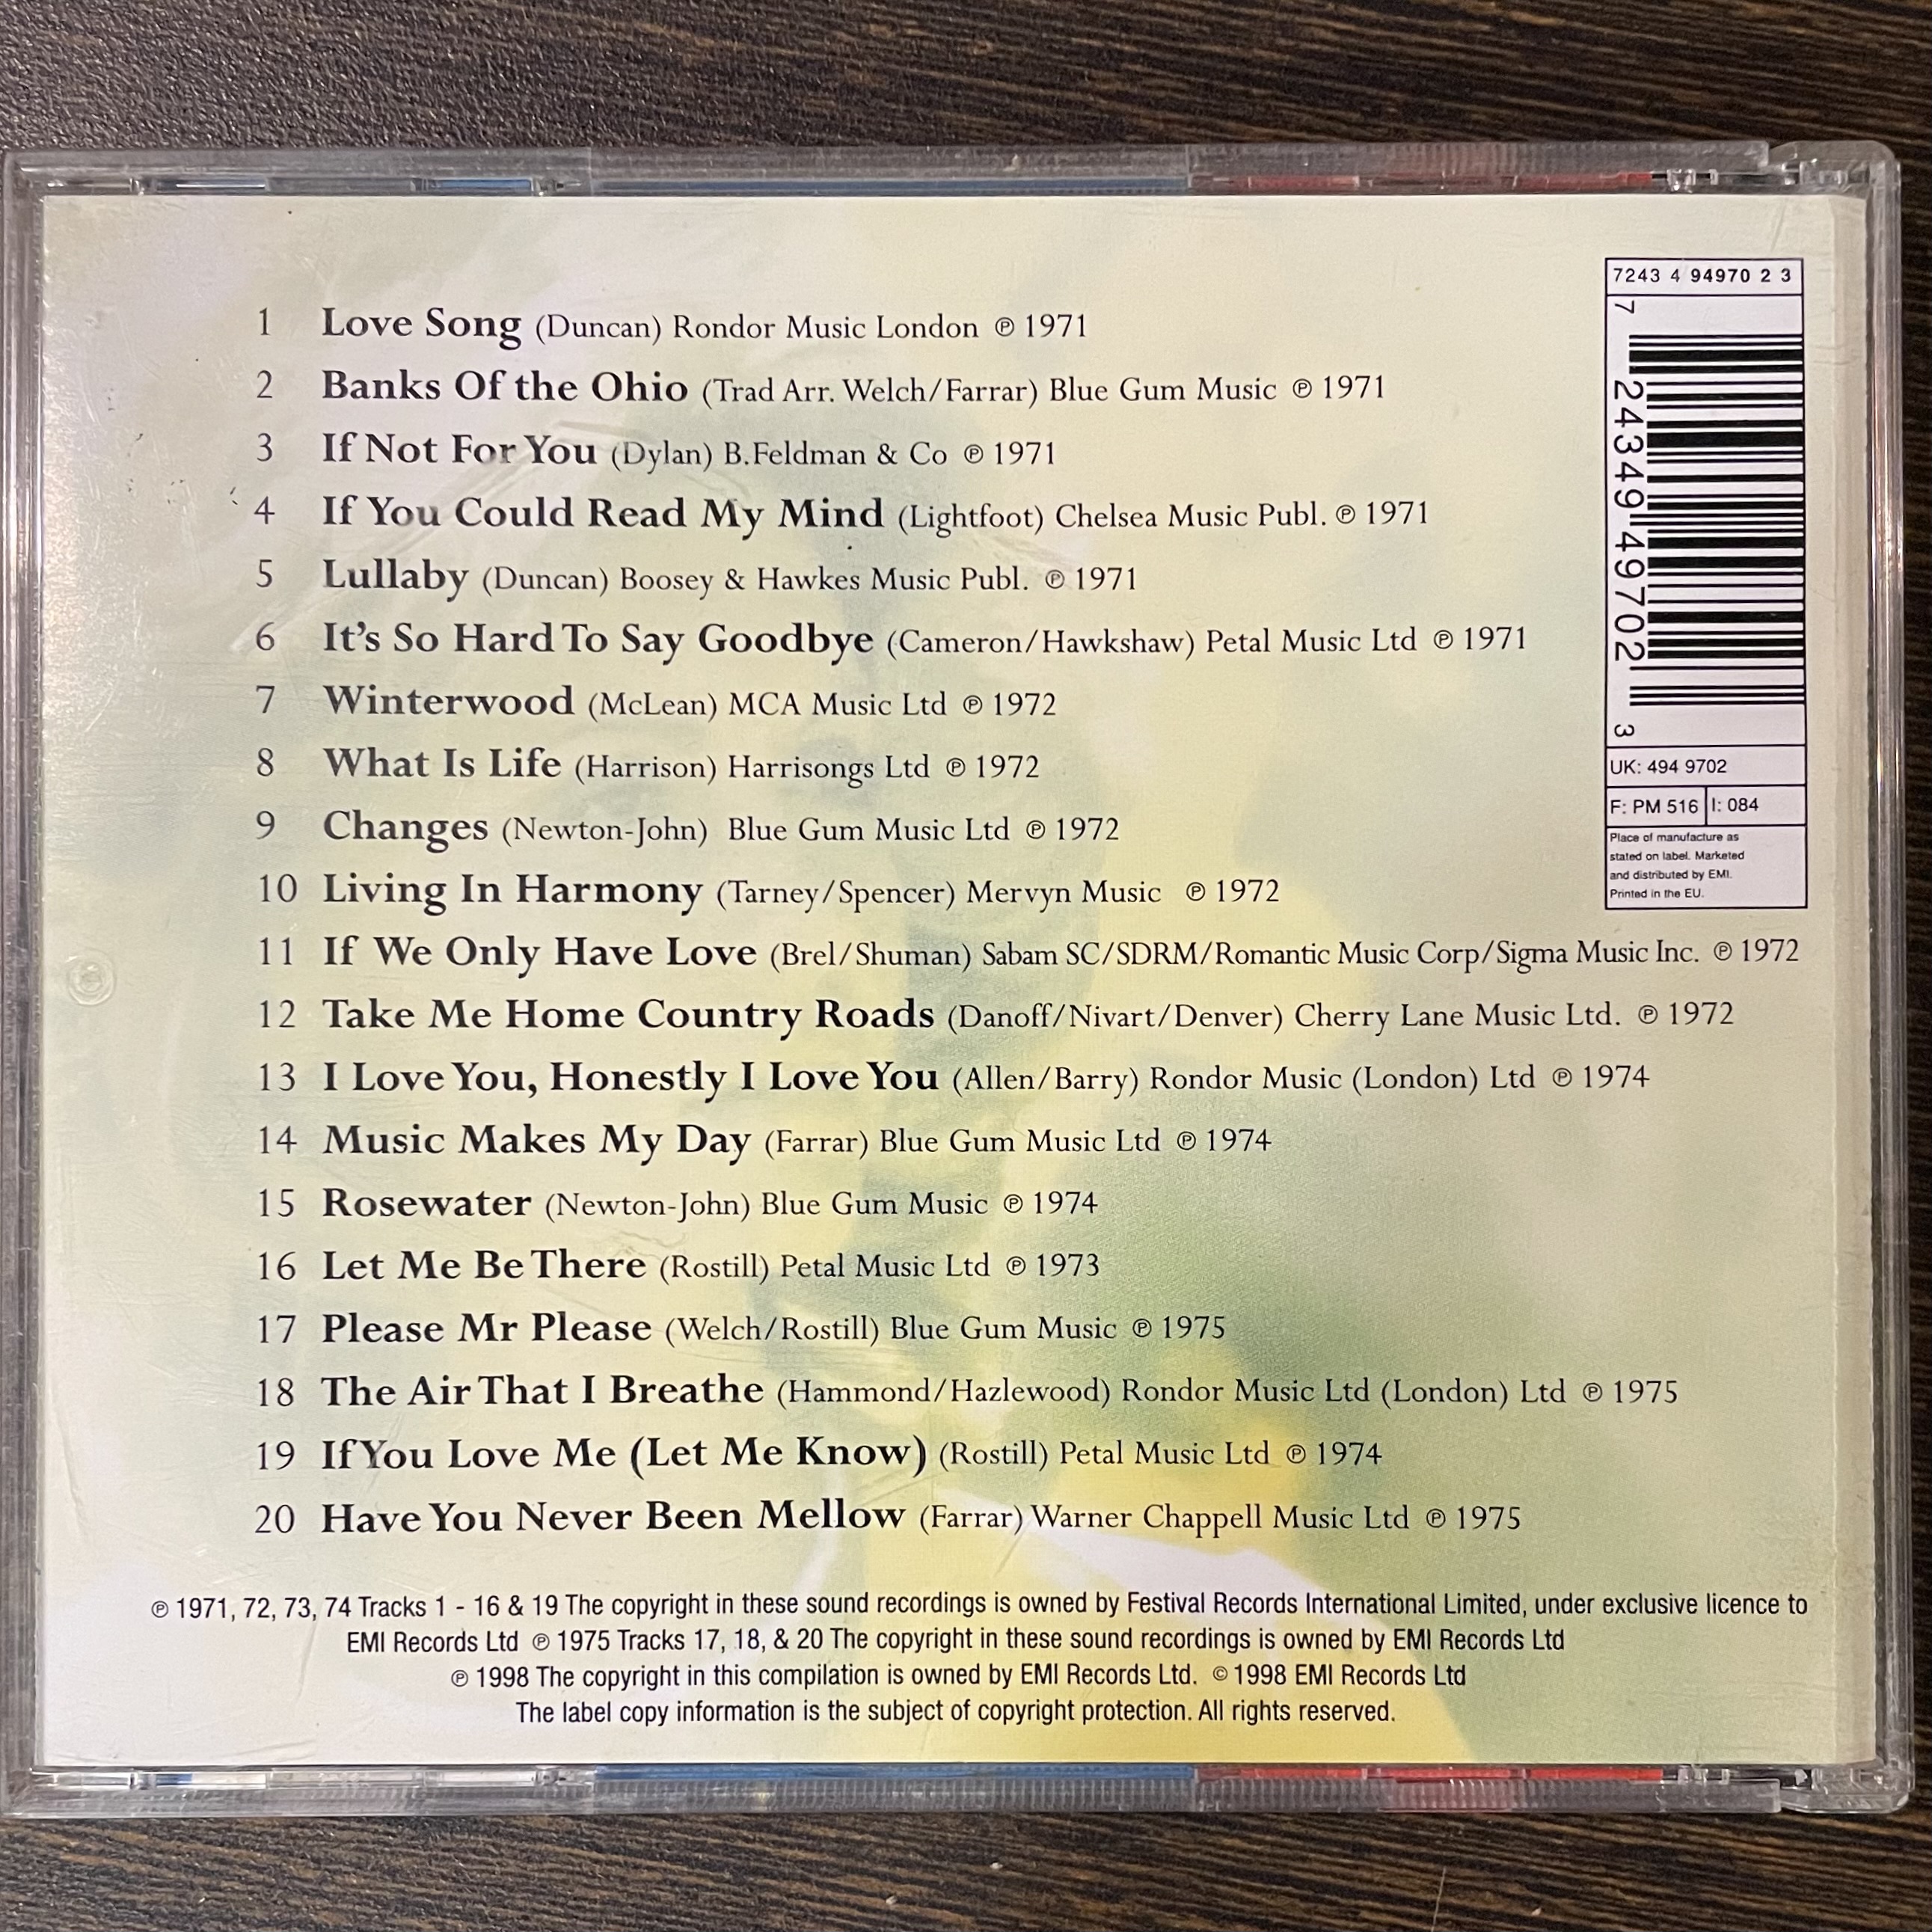 1 Love Song (Duncan) Rondor Music London ℗ 1971
2 Banks Of the Ohio (Trad Arr. Welch/Farrar) Blue Gum Music ℗ 1971
3 If Not For You (Dylan) B.Feldman & Co ℗ 1971
4 If You Could Read My Mind (Lightfoot) Chelsea Music Publ. ℗ 1971
5 Lullaby (Duncan) Boosey & Hawkes Music Publ. ℗ 1971
6 It's So Hard To Say Goodbye (Cameron/Hawkshaw) Petal Music Ltd ℗ 1971
7 Winterwood (McLean) MCA Music Ltd ℗ 1972
8 What Is Life (Harrison) Harrisongs Ltd ℗ 1972
9 Changes (Newton-John) Blue Gum Music Ltd ℗ 1972
10 Living In Harmony (Tarney/Spencer) Mervyn Music ℗ 1972
11 If We Only Have Love (Brel/Shuman) Sabam SC/SDRM/Romantic Music Corp/Sigma Music Inc. ℗ 1972
12 Take Me Home Country Roads (Danoff/Nivart/Denver) Cherry Lane Music Ltd. ℗ 1972
13 I Love You, Honestly I Love You (Allen/Barry) Rondor Music (London) Ltd ℗ 1974
14 Music Makes My Day (Farrar) Blue Gum Music Ltd ℗ 1974
15 Rosewater (Newton-John) Blue Gum Music ℗ 1974
16 Let Me Be There (Rostill) Petal Music Ltd ℗ 1973
17 Please Mr Please (Welch/Rostill) Blue Gum Music ℗ 1975
18 The Air That I Breathe (Hammond/Hazlewood) Rondor Music Ltd (London) Ltd ℗ 1975
19 If You Love Me (Let Me Know) (Rostill) Petal Music Ltd ℗ 1974
20 Have You Never Been Mellow (Farrar) Warner Chappell Music Ltd ℗ 1975
7243 4 94970 2 3
7 24349 49702 3
UK: 494 9702
F: PM 516 I: 084
Place of manufacture as
stated on label. Marketed
and distributed by EMI.
Printed in the EU.
℗ 1971, 72, 73, 74 Tracks 1 - 16 & 19 The copyright in these sound recordings is owned by Festival Records International Limited, under exclusive licence to
EMI Records Ltd ℗ 1975 Tracks 17, 18, & 20 The copyright in these sound recordings is owned by EMI Records Ltd
℗ 1998 The copyright in this compilation is owned by EMI Records Ltd. © 1998 EMI Records Ltd
The label copy information is the subject of copyright protection. All rights reserved.